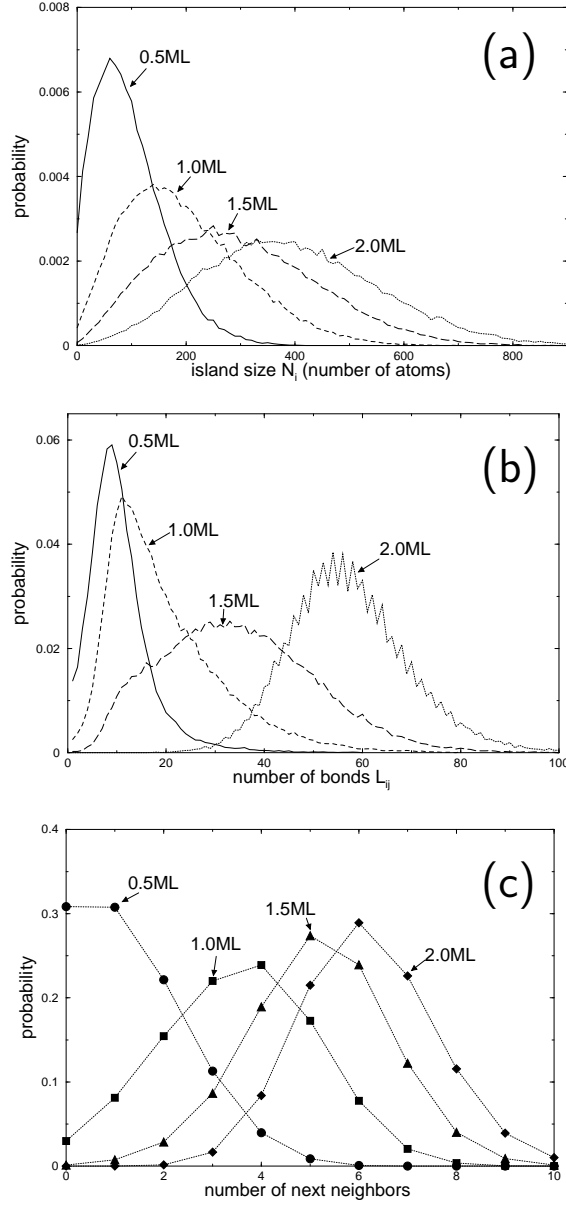 (a)
0.008
0.006
0.004
0.002
0
probability
0.5ML
1.0ML
1.5ML
2.0ML
0 200 400 600 800
island size N_i (number of atoms)
(b)
0.06
0.04
0.02
0
probability
0.5ML
1.0ML
1.5ML
2.0ML
0 20 40 60 80 100
number of bonds L_ij
(c)
0.4
0.3
0.2
0.1
0
probability
0.5ML
1.0ML
1.5ML
2.0ML
0 2 4 6 8 10
number of next neighbors